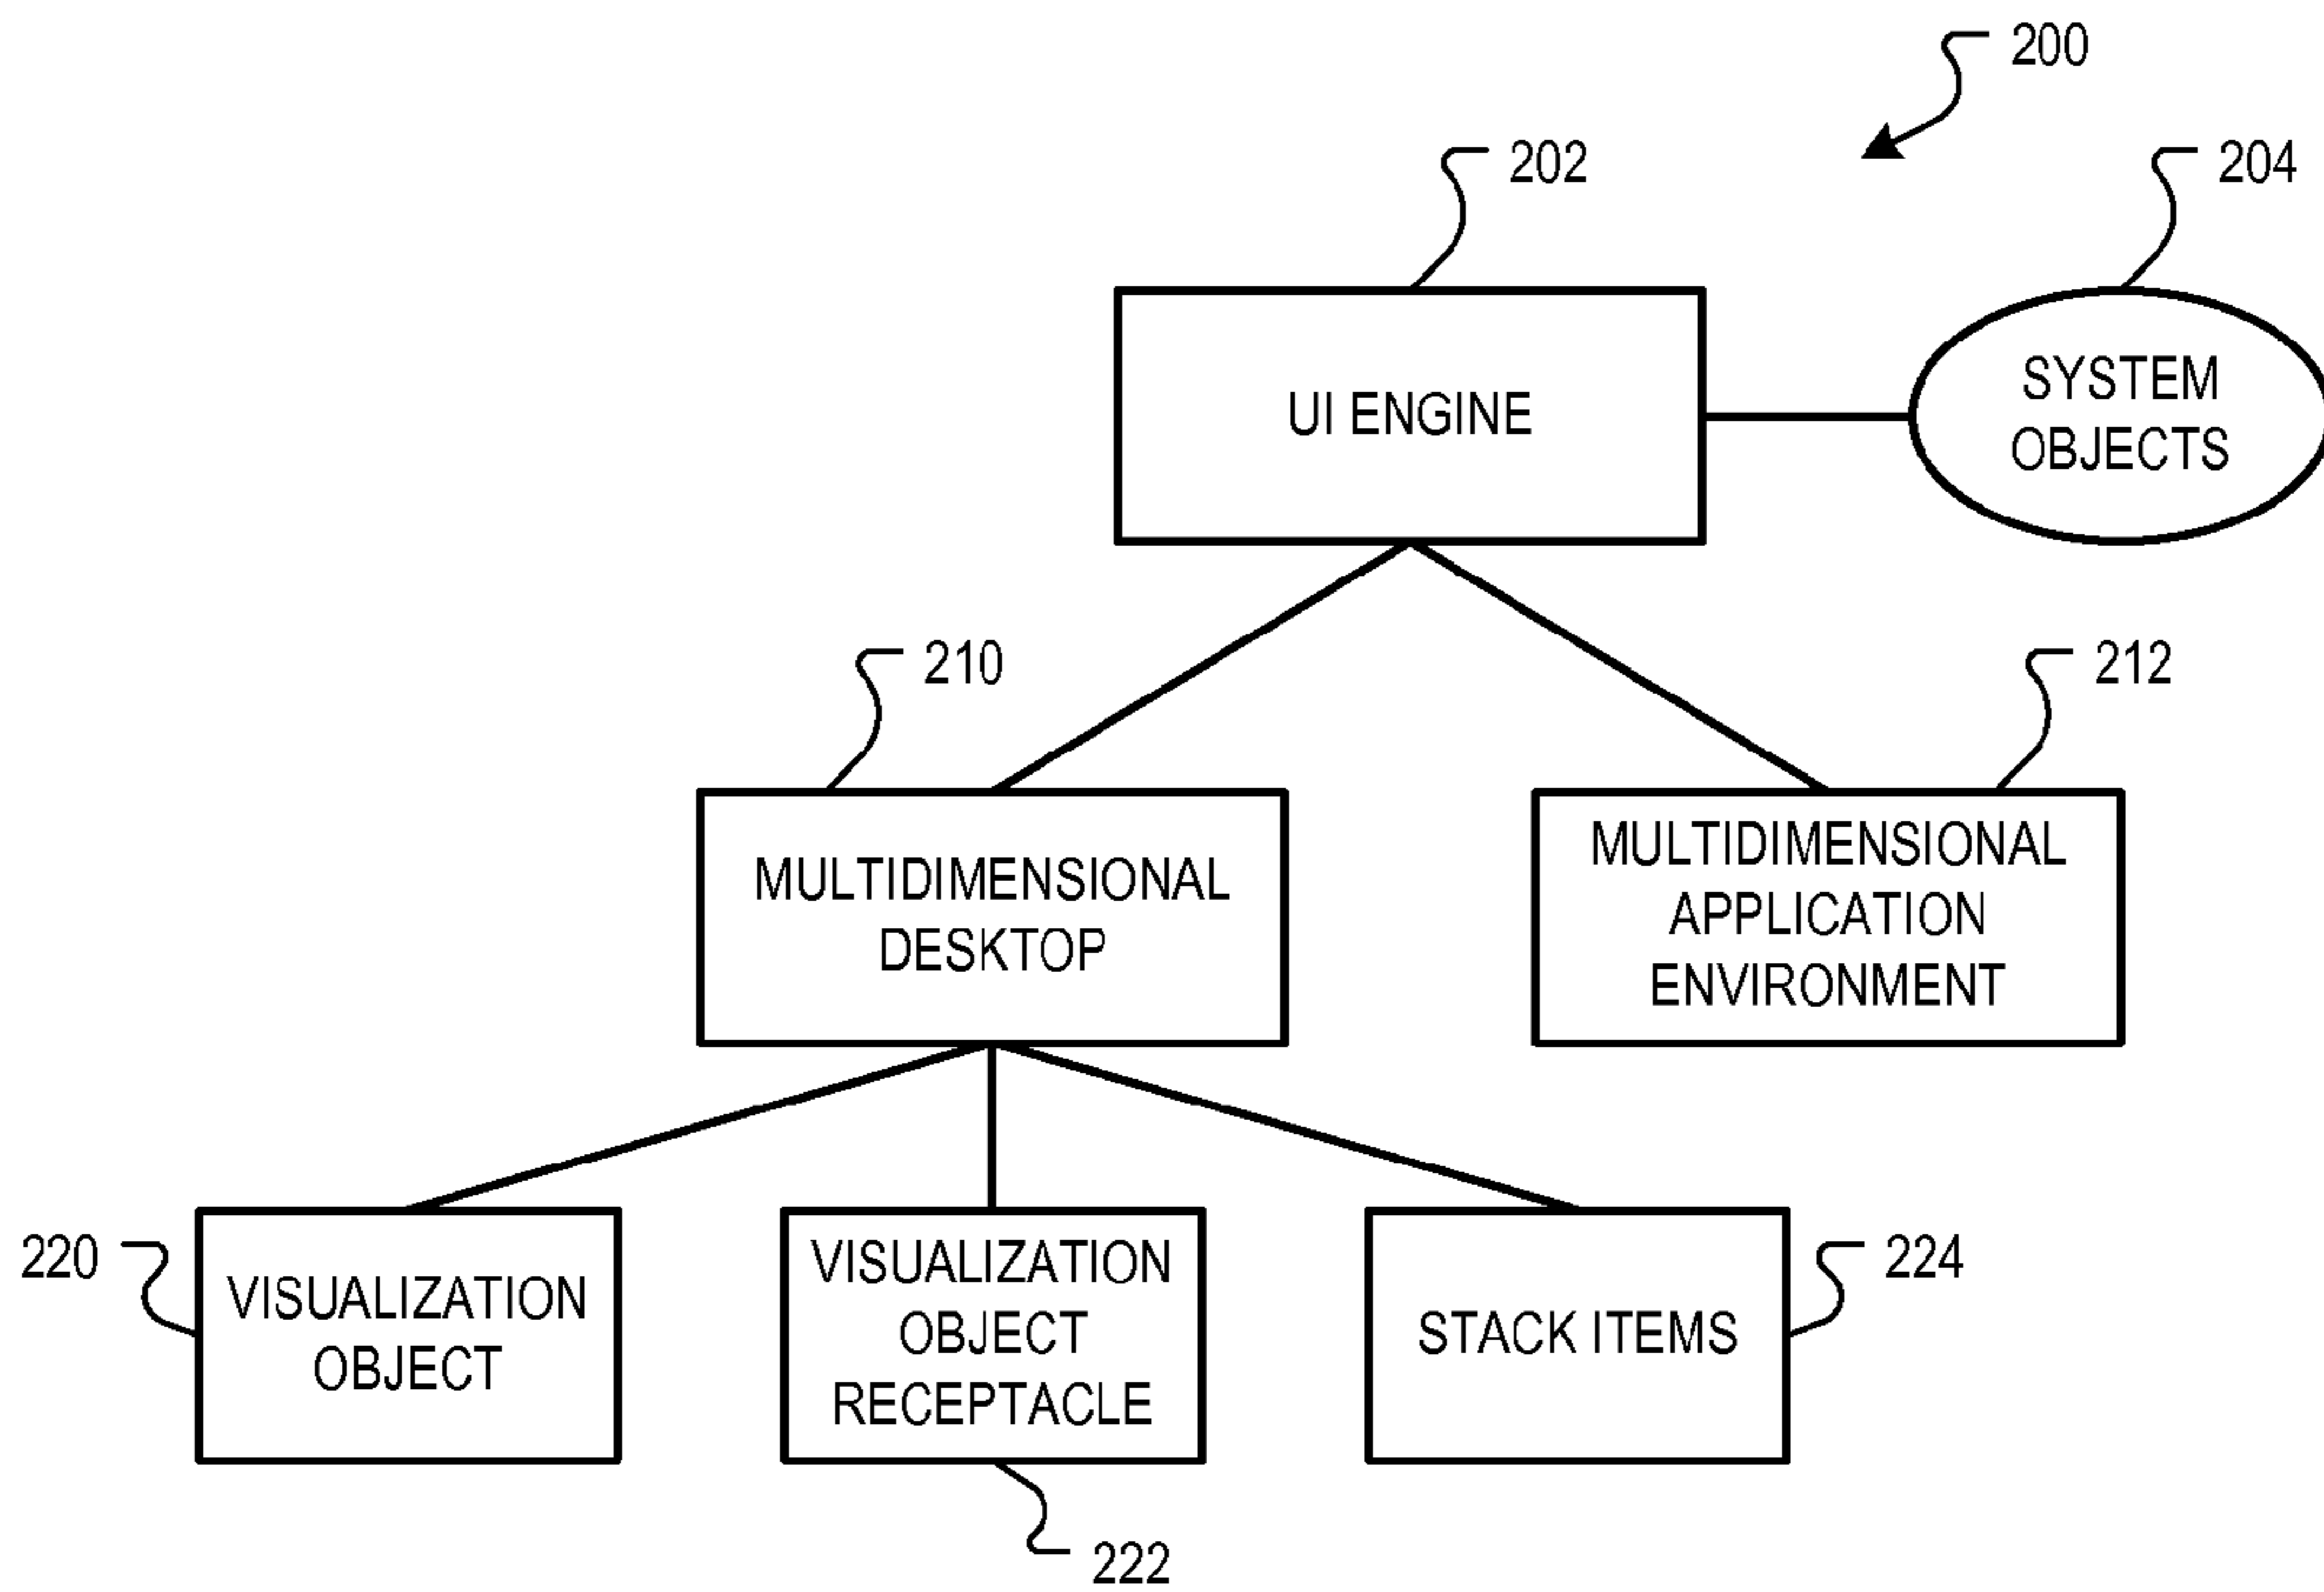 200
202
204
UI ENGINE
SYSTEM
OBJECTS
210
212
MULTIDIMENSIONAL
DESKTOP
MULTIDIMENSIONAL
APPLICATION
ENVIRONMENT
220
VISUALIZATION
OBJECT
VISUALIZATION
OBJECT
RECEPTACLE
STACK ITEMS
224
222